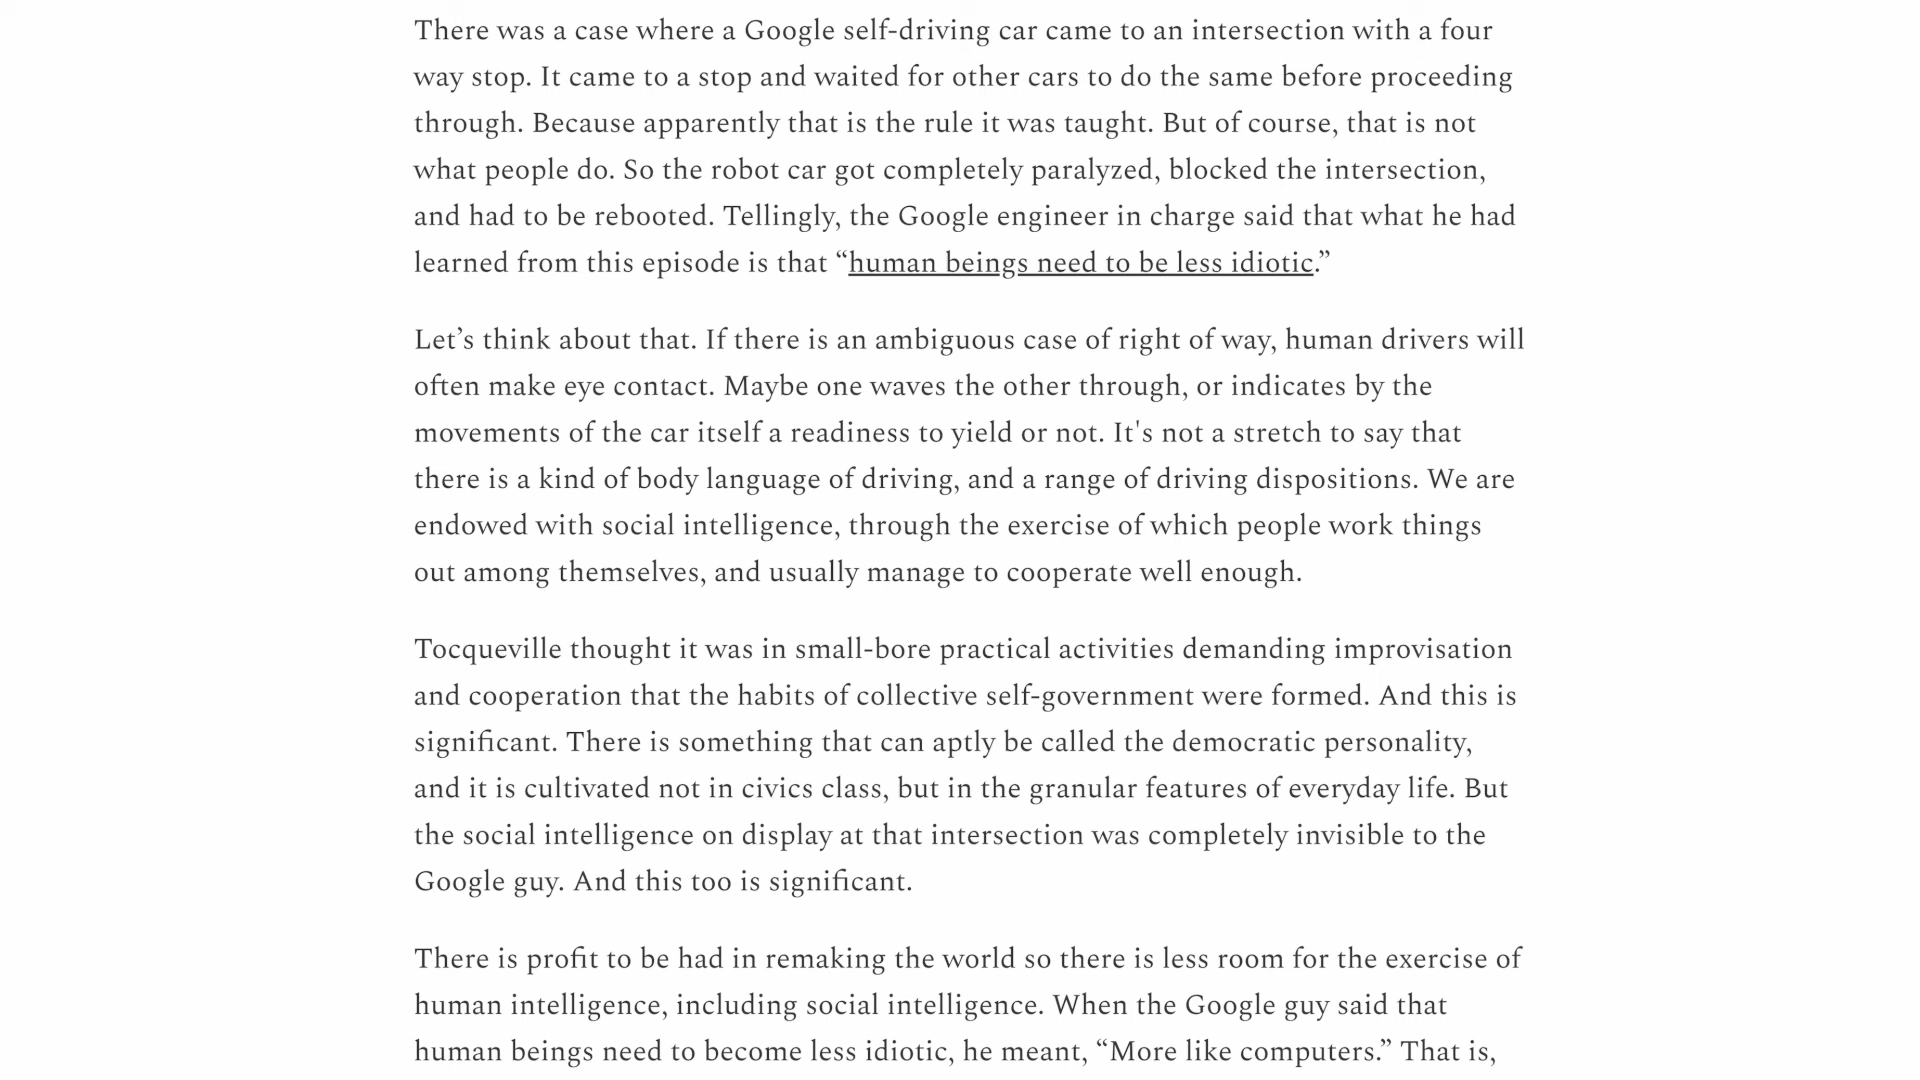 There was a case where a Google self-driving car came to an intersection with a four
way stop. It came to a stop and waited for other cars to do the same before proceeding
through. Because apparently that is the rule it was taught. But of course, that is not
what people do. So the robot car got completely paralyzed, blocked the intersection,
and had to be rebooted. Tellingly, the Google engineer in charge said that what he had
learned from this episode is that “human beings need to be less idiotic.”
Let’s think about that. If there is an ambiguous case of right of way, human drivers will
often make eye contact. Maybe one waves the other through, or indicates by the
movements of the car itself a readiness to yield or not. It's not a stretch to say that
there is a kind of body language of driving, and a range of driving dispositions. We are
endowed with social intelligence, through the exercise of which people work things
out among themselves, and usually manage to cooperate well enough.
Tocqueville thought it was in small-bore practical activities demanding improvisation
and cooperation that the habits of collective self-government were formed. And this is
significant. There is something that can aptly be called the democratic personality,
and it is cultivated not in civics class, but in the granular features of everyday life. But
the social intelligence on display at that intersection was completely invisible to the
Google guy. And this too is significant.
There is profit to be had in remaking the world so there is less room for the exercise of
human intelligence, including social intelligence. When the Google guy said that
human beings need to become less idiotic, he meant, “More like computers.” That is,